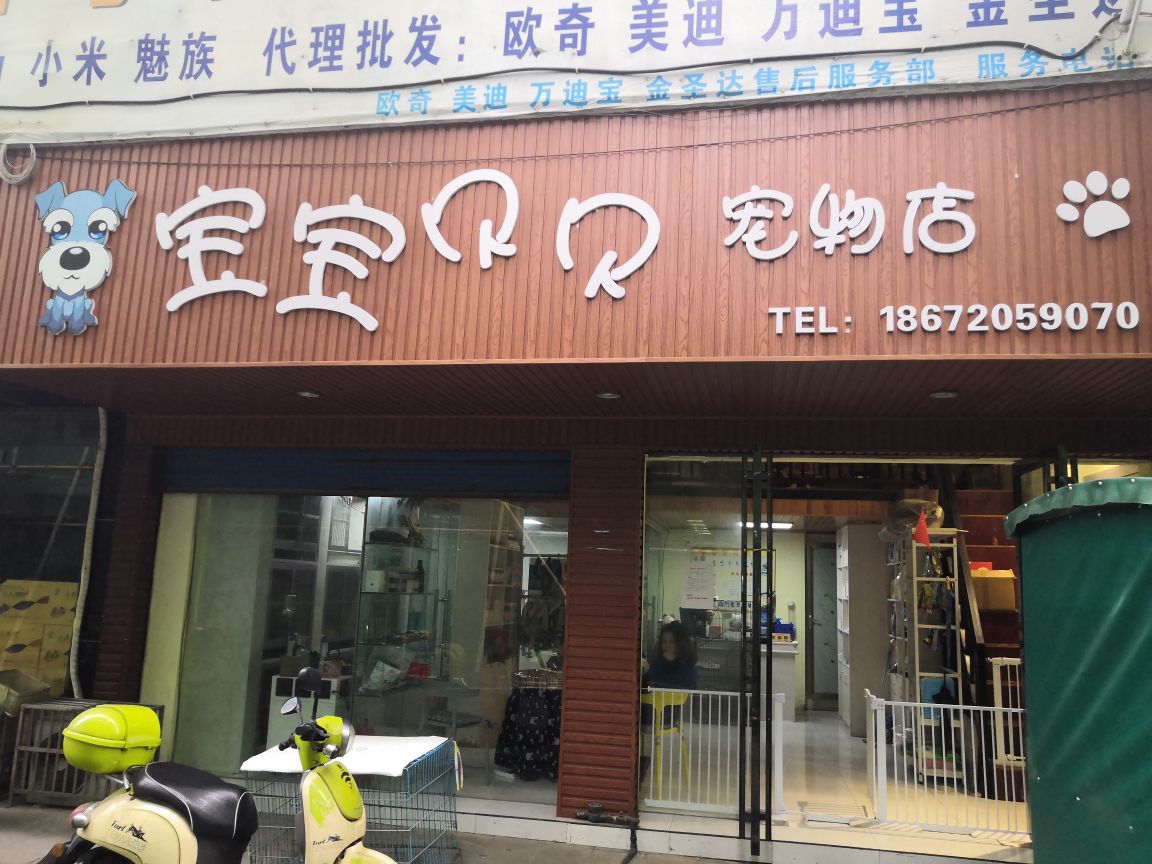 小米 魅族 代理批发：欧奇 美迪 万迪宝 金圣达
欧奇 美迪 万迪宝 金圣达售后服务部 服务电话
宝宝贝贝 宠物店
TEL：18672059070